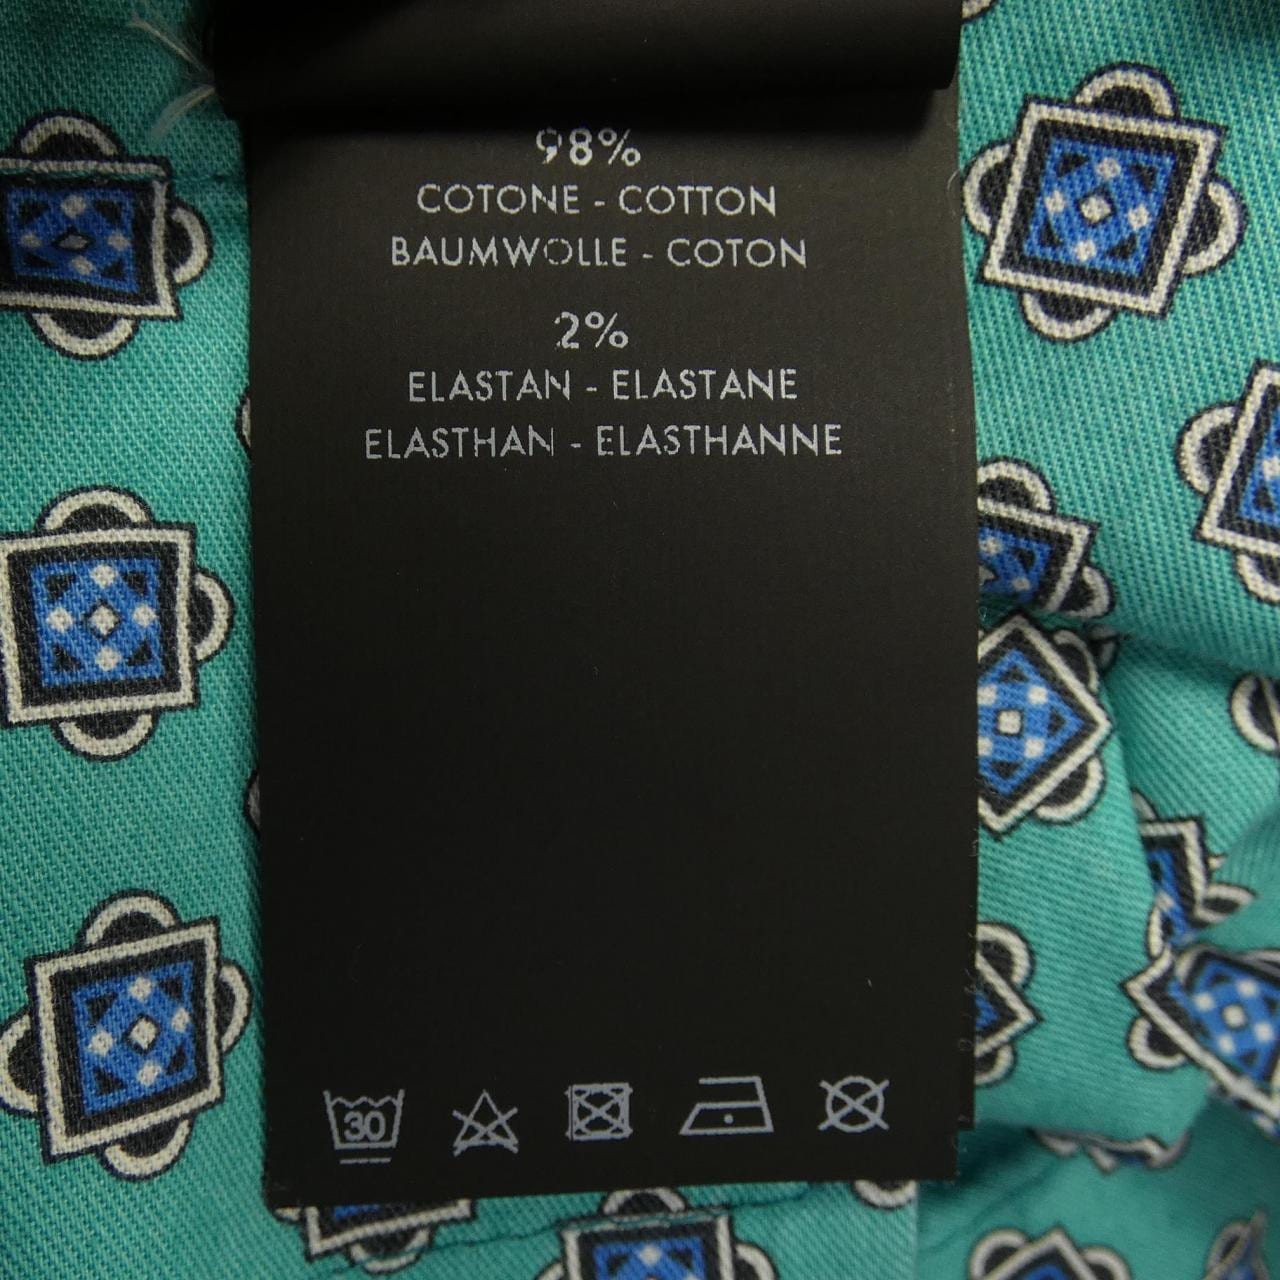 98%
COTONE - COTTON
BAUMWOLLE - COTON
2%
ELASTAN - ELASTANE
ELASTHAN - ELASTHANNE
30